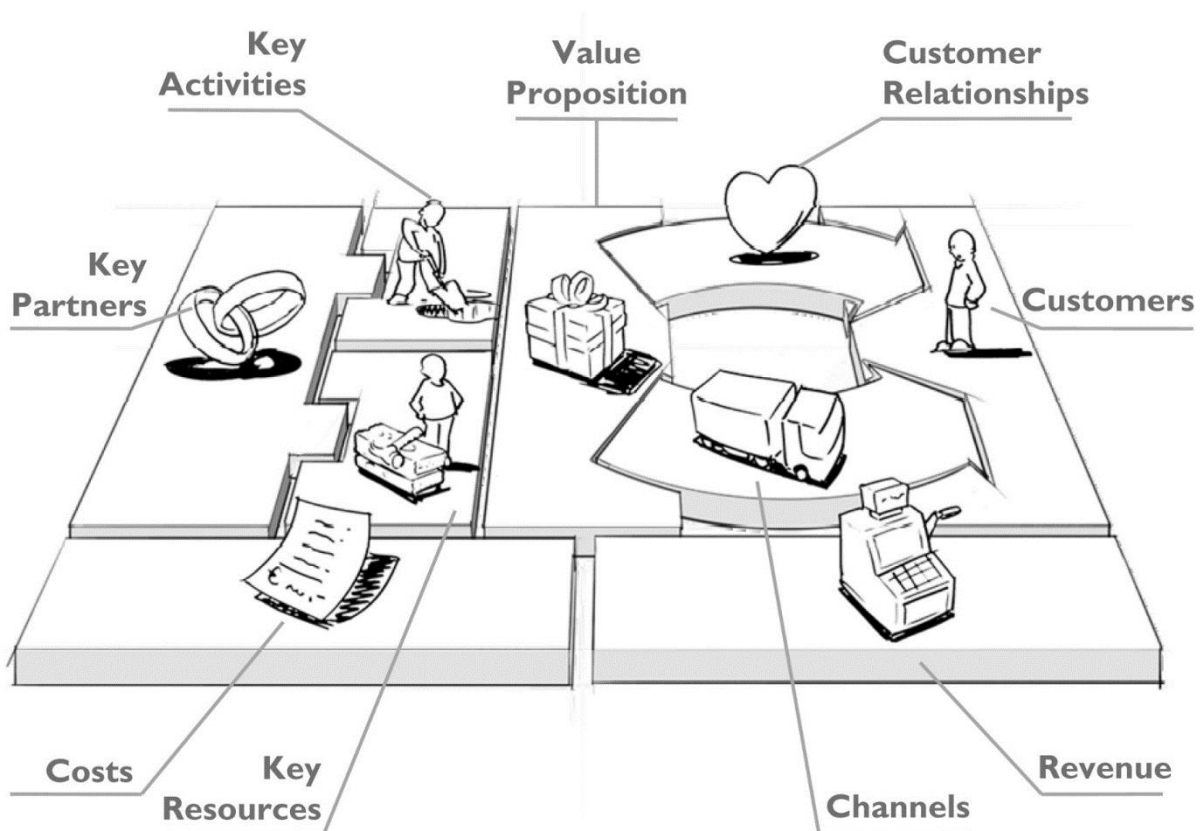 Key
Activities
Value
Proposition
Customer
Relationships
Key
Partners
Customers
€
Costs
Key
Resources
Channels
Revenue